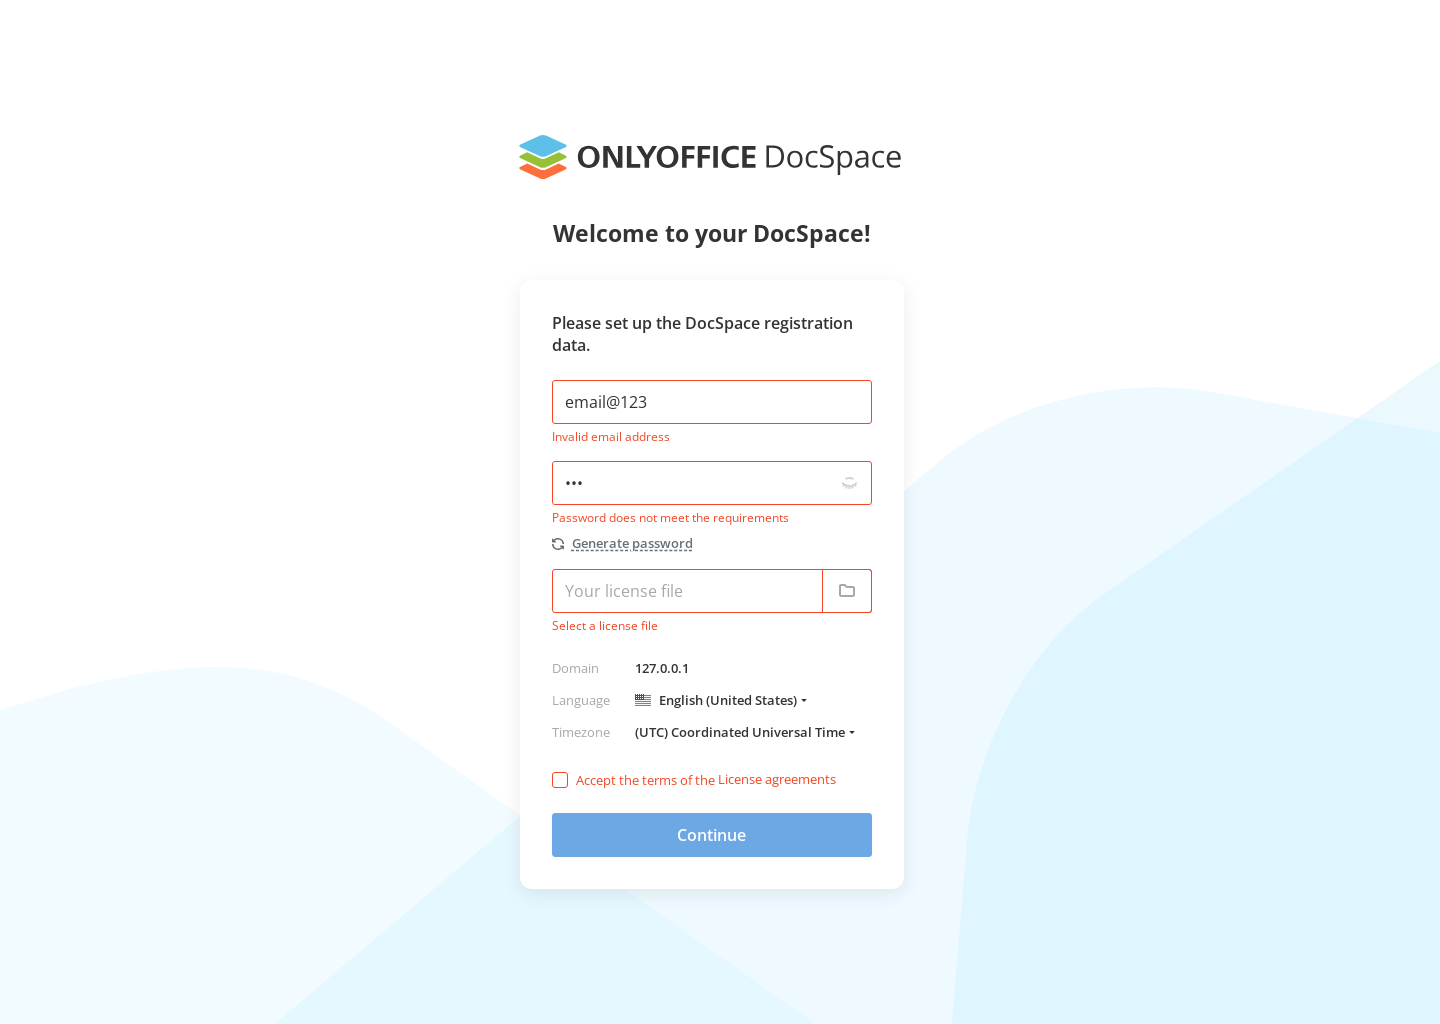 ONLYOFFICE DocSpace
Welcome to your DocSpace!
Please set up the DocSpace registration
data.
email@123
Invalid email address
•••
Password does not meet the requirements
Generate password
Your license file
Select a license file
Domain 127.0.0.1
Language English (United States)
Timezone (UTC) Coordinated Universal Time
Accept the terms of the License agreements
Continue